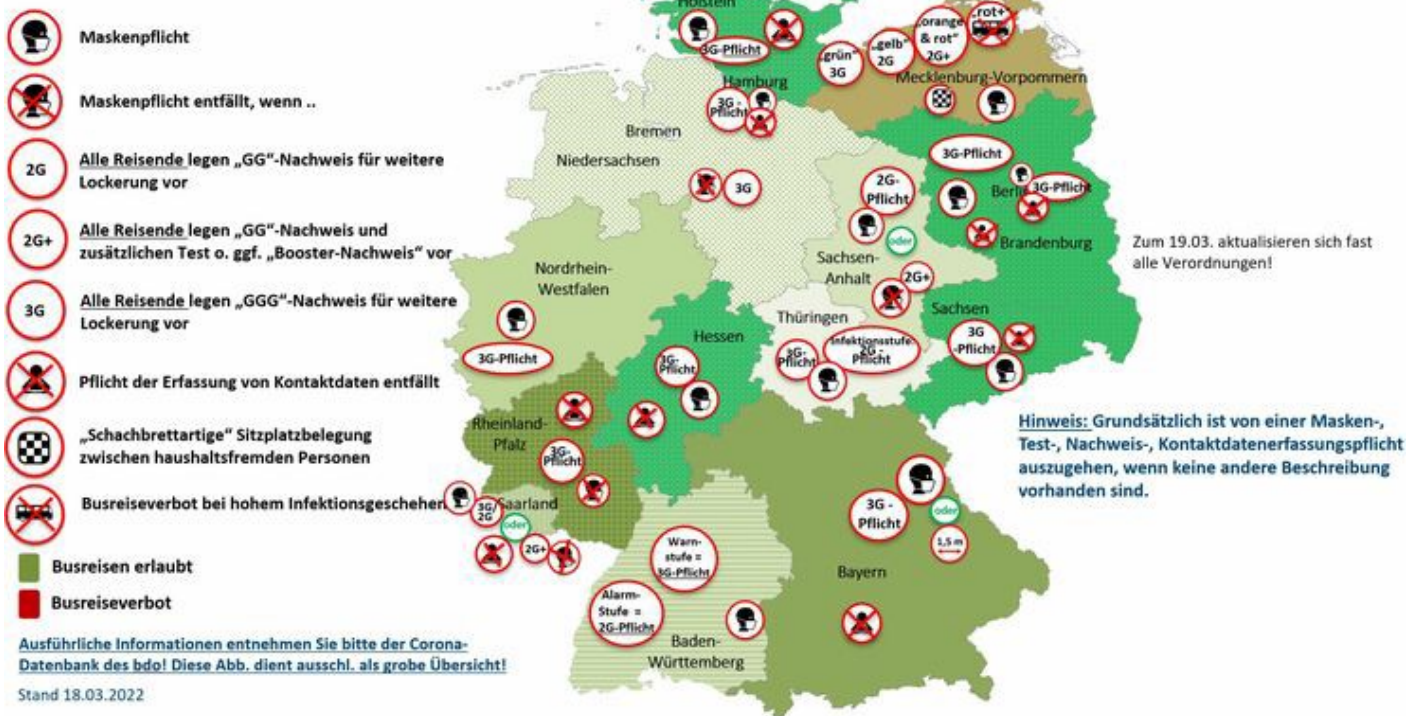 Maskenpflicht
Maskenpflicht entfällt, wenn ..
2G
Alle Reisende legen „GG“-Nachweis für weitere
Lockerung vor
2G+
Alle Reisende legen „GG“-Nachweis und
zusätzlichen Test o. ggf. „Booster-Nachweis“ vor
3G
Alle Reisende legen „GGG“-Nachweis für weitere
Lockerung vor
Pflicht der Erfassung von Kontaktdaten entfällt
„Schachbrettartige“ Sitzplatzbelegung
zwischen haushaltsfremden Personen
Busreiseverbot bei hohem Infektionsgeschehen
Busreisen erlaubt
Busreiseverbot
Ausführliche Informationen entnehmen Sie bitte der Corona-
Datenbank des bdo! Diese Abb. dient ausschl. als grobe Übersicht!
Stand 18.03.2022
Holstein
3G-Pflicht
Hamburg
3G -
Pflicht
„grün“
3G
„gelb“
2G
„orange
& rot“
2G+
„rot+“
Mecklenburg-Vorpommern
Bremen
Niedersachsen
3G
2G-
Pflicht
oder
Sachsen-
Anhalt
2G+
3G-Pflicht
Berlin
3G-Pflicht
Brandenburg
Zum 19.03. aktualisieren sich fast
alle Verordnungen!
Nordrhein-
Westfalen
3G-Pflicht
Hessen
3G-
Pflicht
Thüringen
3G-
Pflicht
Infektionsstufe:
2G -
Pflicht
Sachsen
3G
-Pflicht
Rheinland-
Pfalz
3G-
Pflicht
Saarland
3G/
2G
oder
2G+
Warn-
stufe =
3G-Pflicht
Alarm-
Stufe =
2G-Pflicht
Baden-
Württemberg
3G -
Pflicht
oder
1,5 m
Bayern
Hinweis: Grundsätzlich ist von einer Masken-,
Test-, Nachweis-, Kontaktdatenerfassungspflicht
auszugehen, wenn keine andere Beschreibung
vorhanden sind.